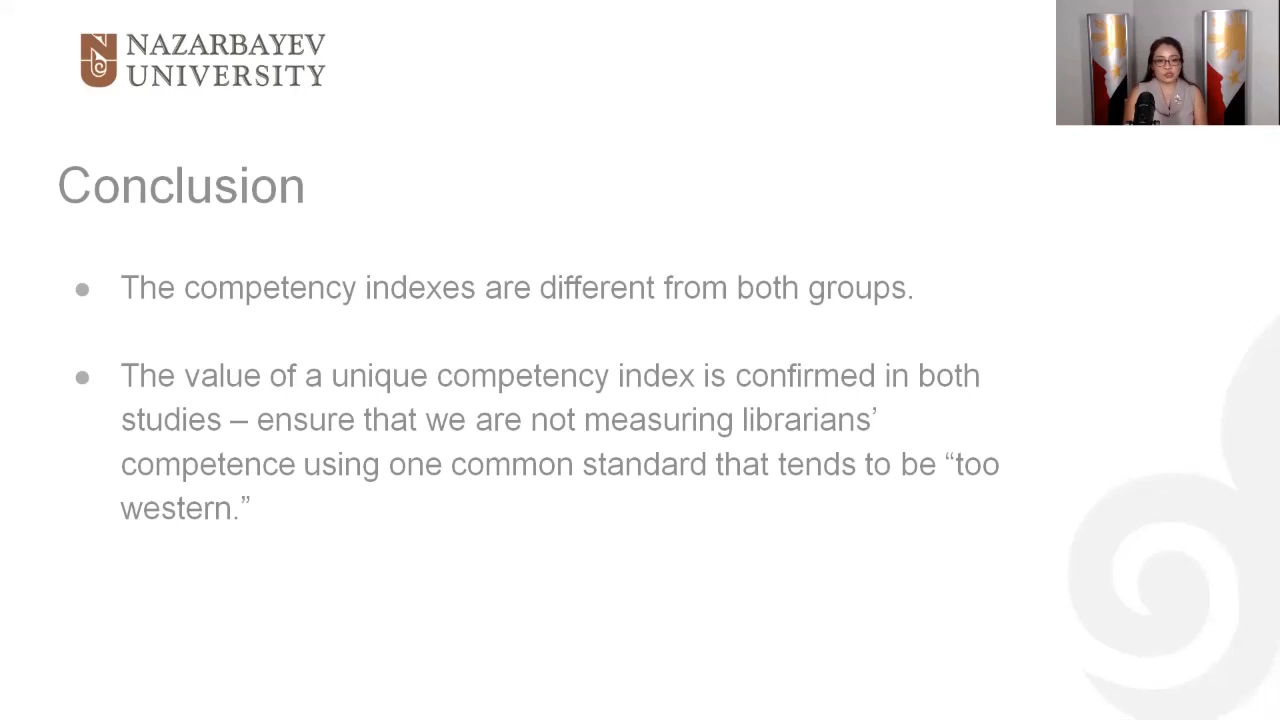 NAZARBAYEV
UNIVERSITY
Conclusion
● The competency indexes are different from both groups.
● The value of a unique competency index is confirmed in both
studies – ensure that we are not measuring librarians’
competence using one common standard that tends to be “too
western.”